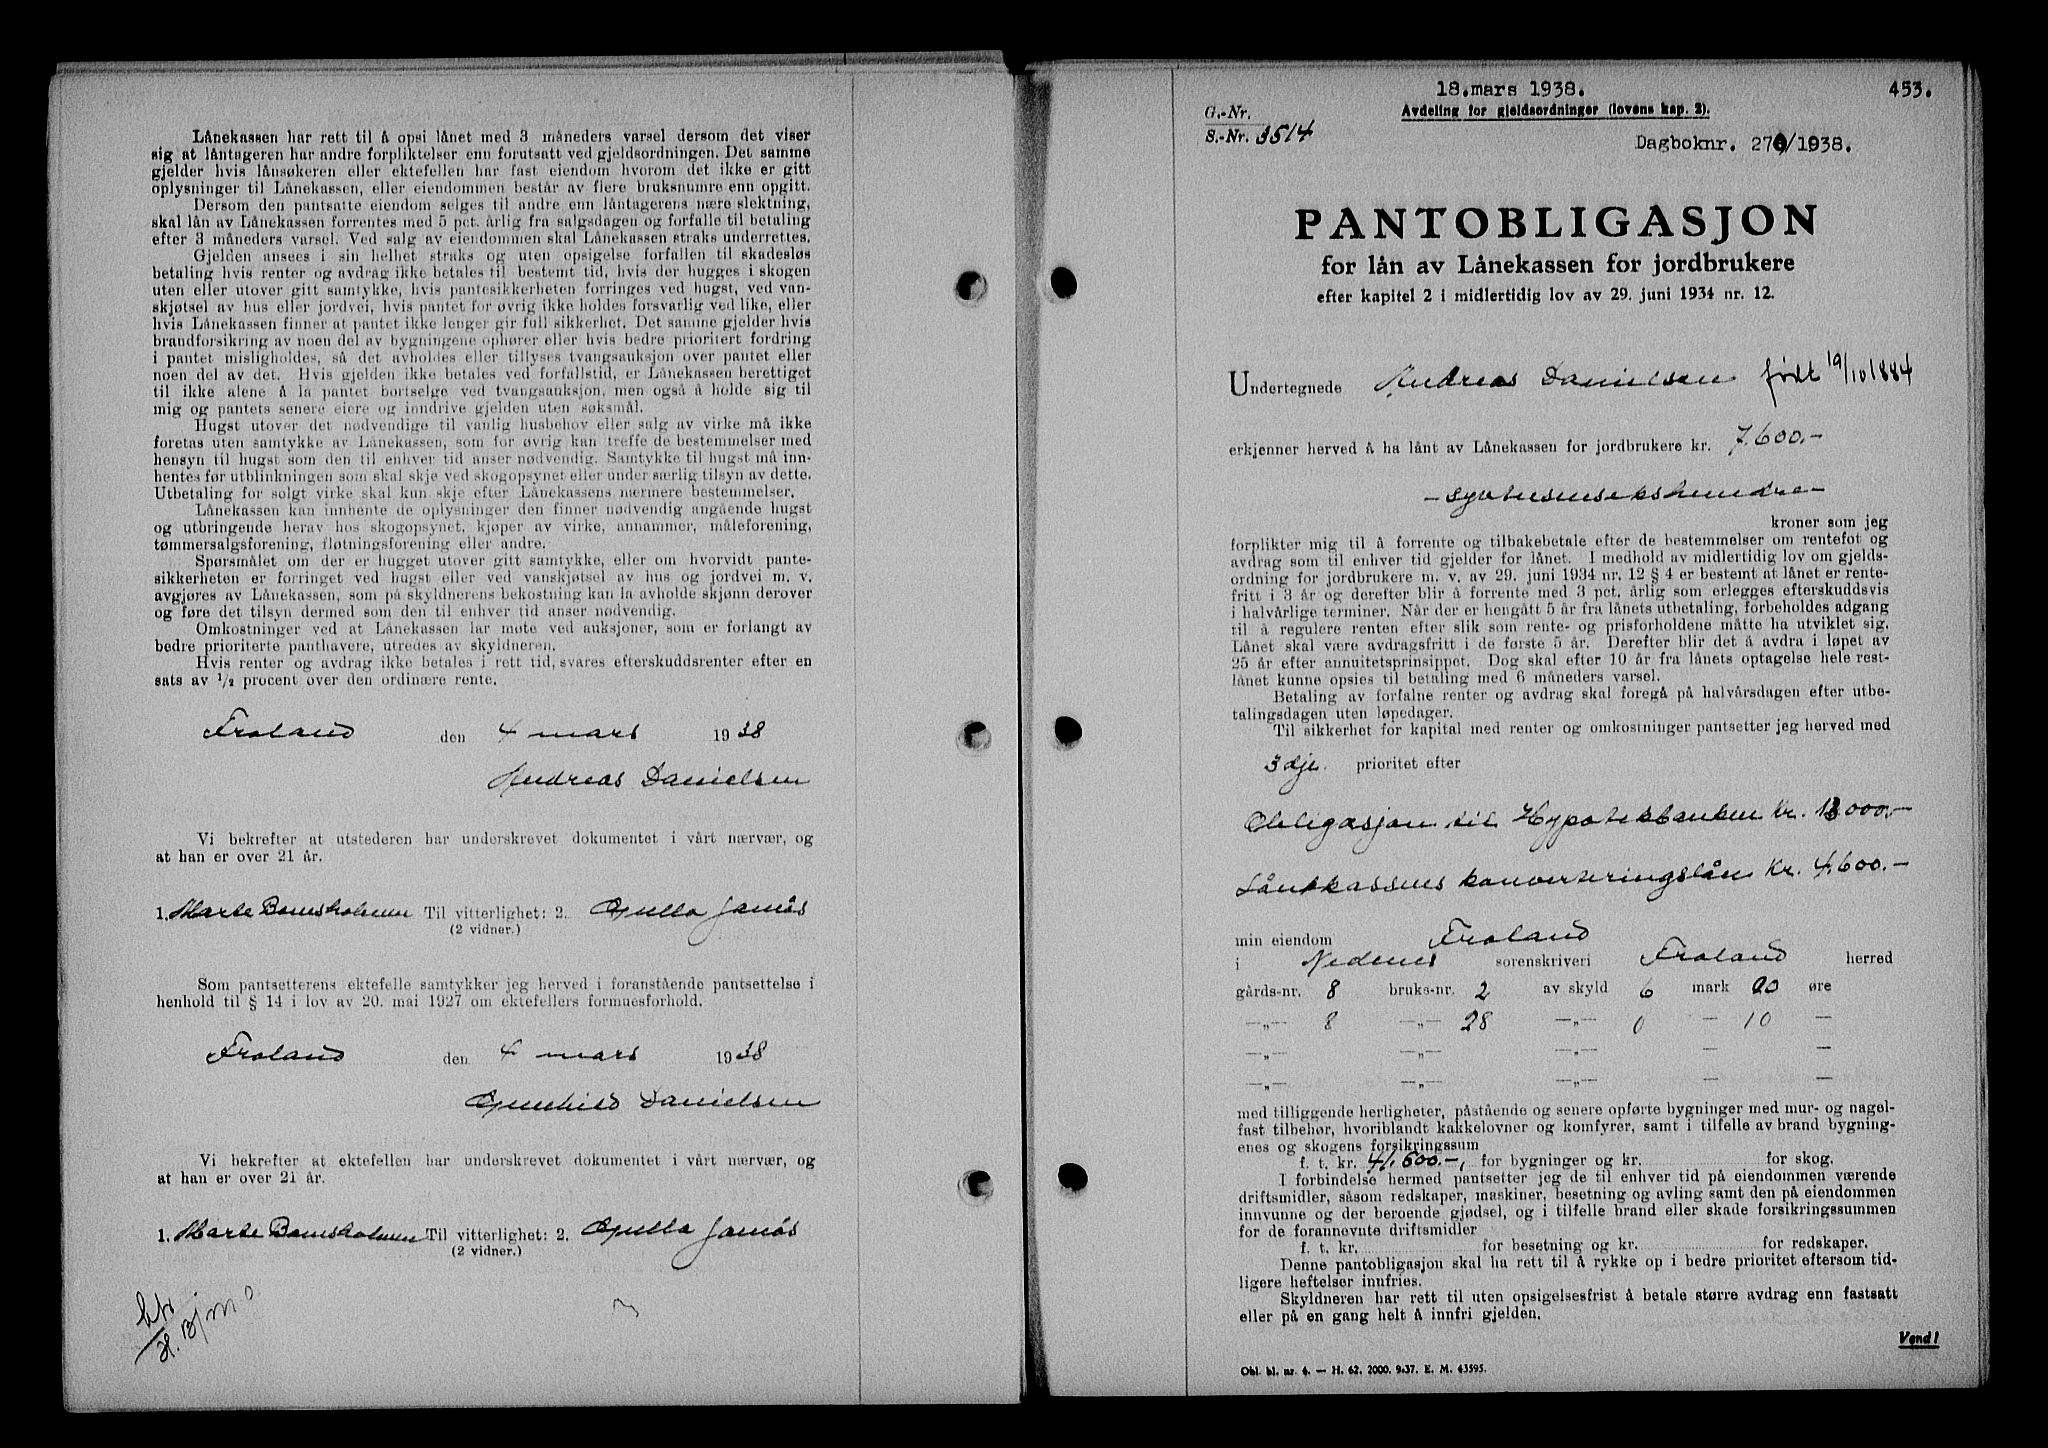 Lånekassen har rett til å opsi lånet med 3 måneders varsel dersom det viser
sig at låntageren har andre forpliktelser enn forutsatt ved gjeldsordningen. Det samme
gjelder hvis lånsøkeren eller ektefellen har fast eiendom hvorom det ikke er gitt
oplysninger til Lånekassen, eller eiendommen består av flere bruksnumre enn opgitt.
Dersom den pantsatte eiendom selges til andre enn låntagerens nære slektning,
skal lån av Lånekassen forrentes med 5 pct. årlig fra salgsdagen og forfalle til betaling
efter 3 måneders varsel. Ved salg av eiendommen skal Lånekassen straks underrettes.
Gjelden ansees i sin helhet straks og uten opsigelse forfallen til skadesløs
betaling hvis renter og avdrag ikke betales til bestemt tid, hvis der hugges i skogen
uten eller utover gitt samtykke, hvis pantesikkerheten forringes ved hugst, ved van-
skjøtsel av hus eller jordvei, hvis pantet for øvrig ikke holdes forsvarlig ved like, eller
hvis Lånekassen finner at pantet ikke lenger gir full sikkerhet. Det samme gjelder hvis
brandforsikring av noen del av bygningene ophører eller hvis bedre prioritert fordring
i pantet misligholdes, så det avholdes eller tillyses tvangsauksjon over pantet eller
noen del av det. Hvis gjelden ikke betales ved forfallstid, er Lånekassen berettiget
til ikke alene å la pantet bortselge ved tvangsauksjon, men også å holde sig til
mig og pantets senere eiere og inndrive gjelden uten søksmål.
Hugst utover det nødvendige til vanlig husbehov eller salg av virke må ikke
foretas uten samtykke av Lånekassen, som for øvrig kan treffe de bestemmelser med
hensyn til hugst som den til enhver tid anser nødvendig. Samtykke til hugst må inn-
hentes før utblinkningen som skal skje ved skogopsynet eller under særlig tilsyn av dette.
Utbetaling for solgt virke skal kun skje efter Lånekassens nærmere bestemmelser.
Lånekassen kan innhente de oplysninger den finner nødvendig angående hugst
og utbringende herav hos skogopsynet, kjøper av virke, annammer, måleforening,
tømmersalgsforening, fløtningsforening eller andre.
Spørsmålet om der er hugget utover gitt samtykke, eller om hvorvidt pante-
sikkerheten er forringet ved hugst eller ved vanskjøtsel av hus og jordvei m. v.
avgjøres av Lånekassen, som på skyldnerens bekostning kan la avholde skjønn derover
og føre det tilsyn dermed som den til enhver tid anser nødvendig.
Omkostninger ved at Lånekassen lar møte ved auksjoner, som er forlangt av
bedre prioriterte panthavere, utredes av skyldneren.
Hvis renter og avdrag ikke betales i rett tid, svares efterskuddsrenter efter en
sats av 1/2 procent over den ordinære rente.
Froland den 4 mars 1938
Andreas Danielsen
Vi bekrefter at utstederen har underskrevet dokumentet i vårt nærvær, og
at han er over 21 år.
1. Marte Til vitterlighet: 2.
(2 vidner.)
Som pantsetterens ektefelle samtykker jeg herved i foranstående pantsettelse i
henhold til § 14 i lov av 20. mai 1927 om ektefellers formuesforhold.
Froland den 4 mars 1938
Gunhild Danielsen
Vi bekrefter at ektefellen har underskrevet dokumentet i vårt nærvær, og
at han er over 21 år.
1. Marte Til vitterlighet: 2.
(2 vidner.)
18.mars 1938. 453.
Avdeling for gjeldsordninger (lovens kap. 2).
G.-Nr.
S.-Nr. 3514
Dagboknr. 270/1938.
PANTOBLIGASJON
for lån av Lånekassen for jordbrukere
efter kapitel 2 i midlertidig lov av 29. juni 1934 nr. 12.
Undertegnede Andreas Danielsen født 19/10 1884
erkjenner herved å ha lånt av Lånekassen for jordbrukere kr. 7.600.-
- syvtusensekshundre -
kroner som jeg
forplikter mig til å forrente og tilbakebetale efter de bestemmelser om rentefot og
avdrag som til enhver tid gjelder for lånet. I medhold av midlertidig lov om gjelds-
ordning for jordbrukere m. v. av 29. juni 1934 nr. 12 § 4 er bestemt at lånet er rente-
fritt i 3 år og derefter blir å forrente med 3 pct. årlig som erlegges efterskuddsvis
i halvårlige terminer. Når der er hengått 5 år fra lånets utbetaling, forbeholdes adgang
til å regulere renten efter slik som rente- og prisforholdene måtte ha utviklet sig.
Lånet skal være avdragsfritt i de første 5 år. Derefter blir det å avdra i løpet av
25 år efter annuitetsprinsippet. Dog skal efter 10 år fra lånets optagelse hele rest-
lånet kunne opsies til betaling med 6 måneders varsel.
Betaling av forfalne renter og avdrag skal foregå på halvårsdagen efter utbe-
talingsdagen uten løpedager.
Til sikkerhet for kapital med renter og omkostninger pantsetter jeg herved med
3dje. prioritet efter
Obligasjon til Hypotekbanken Kr. 13000.-
Lånekassens konverteringslån Kr. 4.600.-
min eiendom Froland
i Nedenes sorenskriveri Froland herred
gårds-nr. 8 bruks-nr. 2 av skyld 6 mark 00 øre
—„— 8 —„— 28 —„— 0 — 10 —
—„— —„— —„— — —
—„— —„— —„— — —
med tilliggende herligheter, påstående og senere opførte bygninger med mur- og nagel-
fast tilbehør, hvoriblandt kakkelovner og komfyrer, samt i tilfelle av brand bygning-
enes og skogens forsikringssum
f. t. kr. 41.600.-, for bygninger og kr. for skog.
I forbindelse hermed pantsetter jeg de til enhver tid på eiendommen værende
driftsmidler, såsom redskaper, maskiner, besetning og avling samt den på eiendommen
innvunne og der beroende gjødsel, og i tilfelle brand eller skade forsikringssummen
for de forannevnte driftsmidler
f. t. kr. for besetning og kr. for redskaper.
Denne pantobligasjon skal ha rett til å rykke op i bedre prioritet eftersom tid-
ligere heftelser innfries.
Skyldneren har rett til uten opsigelsesfrist å betale større avdrag enn fastsatt
eller på en gang helt å innfri gjelden.
Vend!
Obl. bl. nr. 4. — H. 62. 2000. 9-37. E. M. 43595.